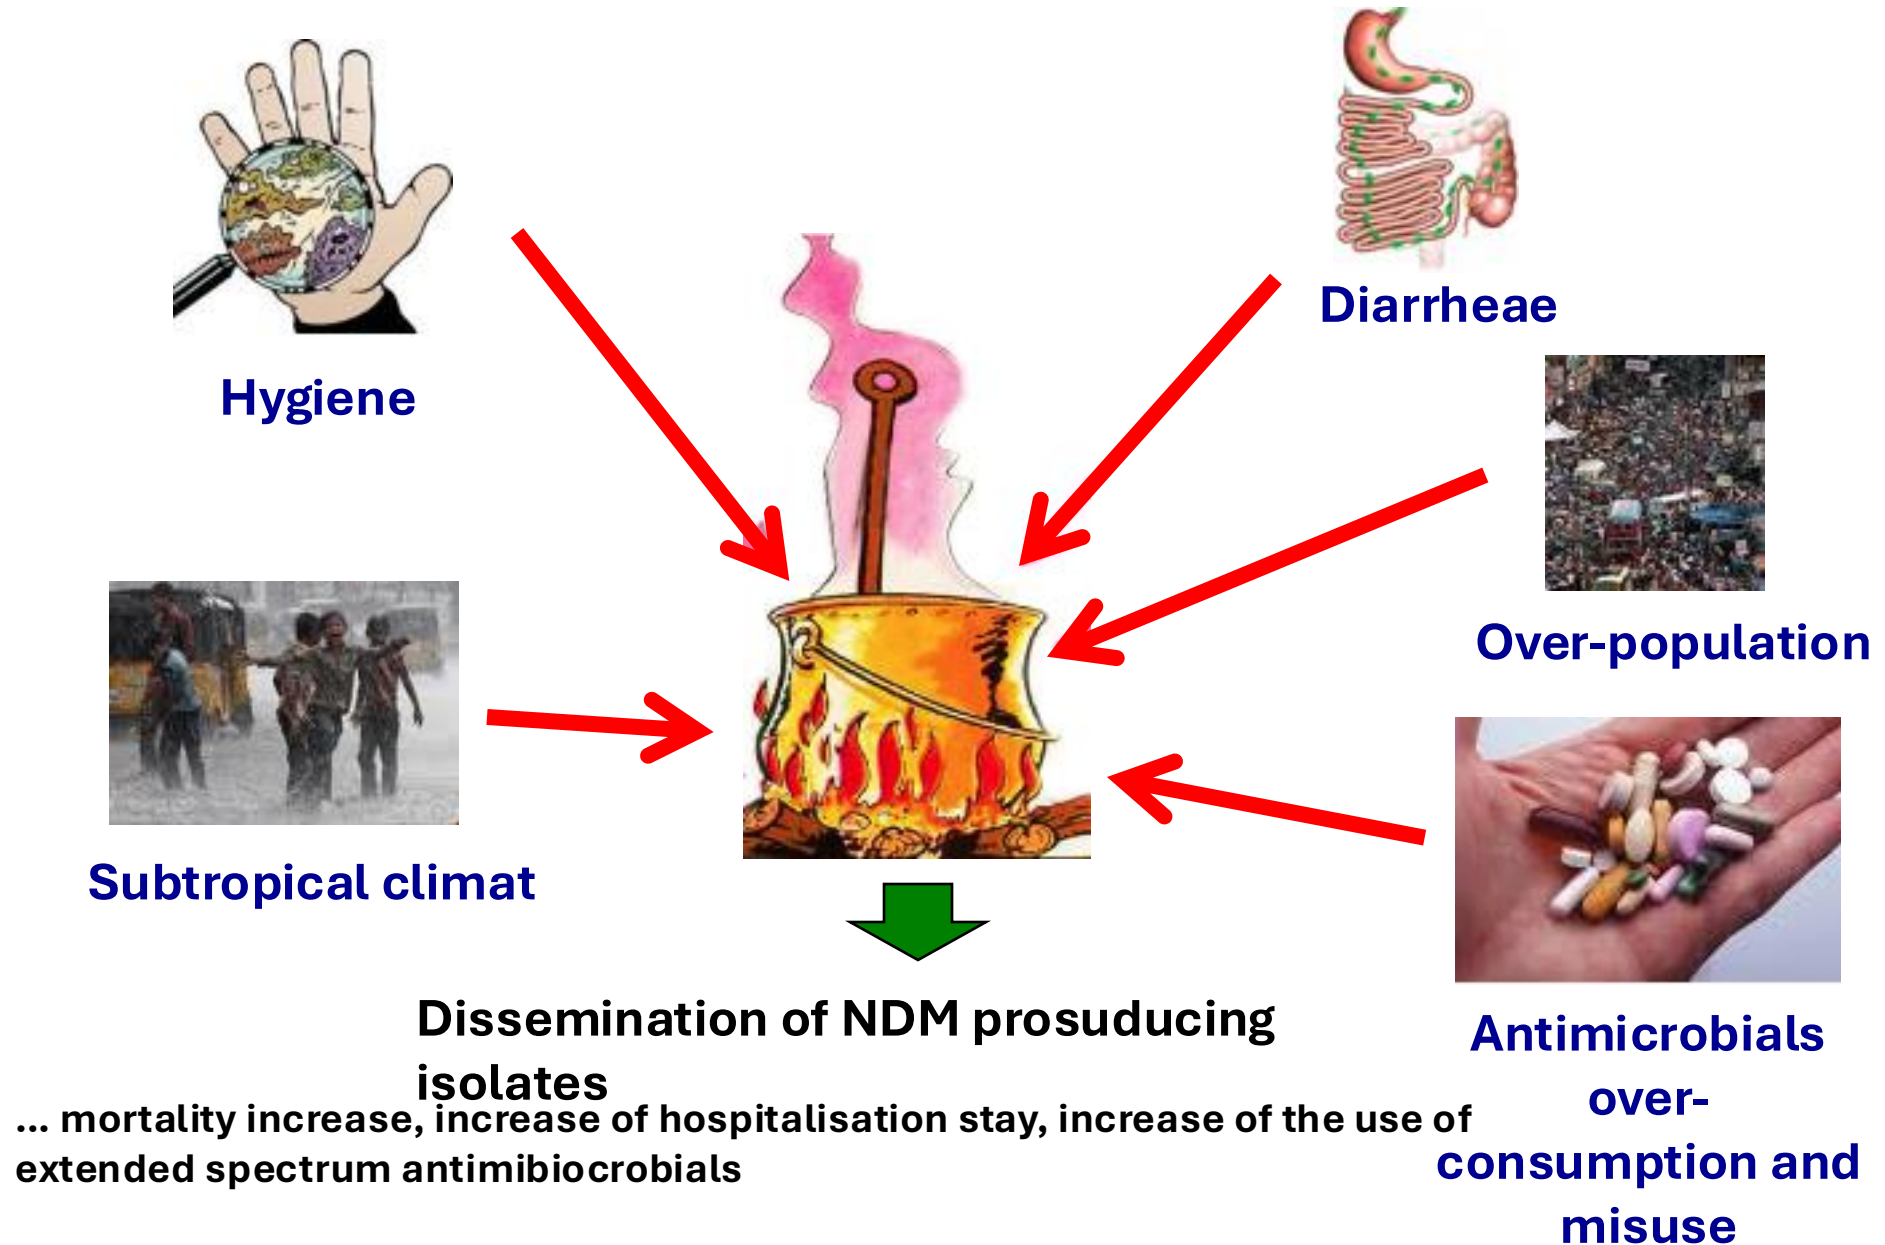 Hygiene
Diarrheae
Over-population
Subtropical climat
Antimicrobials
over-
consumption and
misuse
Dissemination of NDM prosuducing
isolates
... mortality increase, increase of hospitalisation stay, increase of the use of
extended spectrum antimibiocrobials